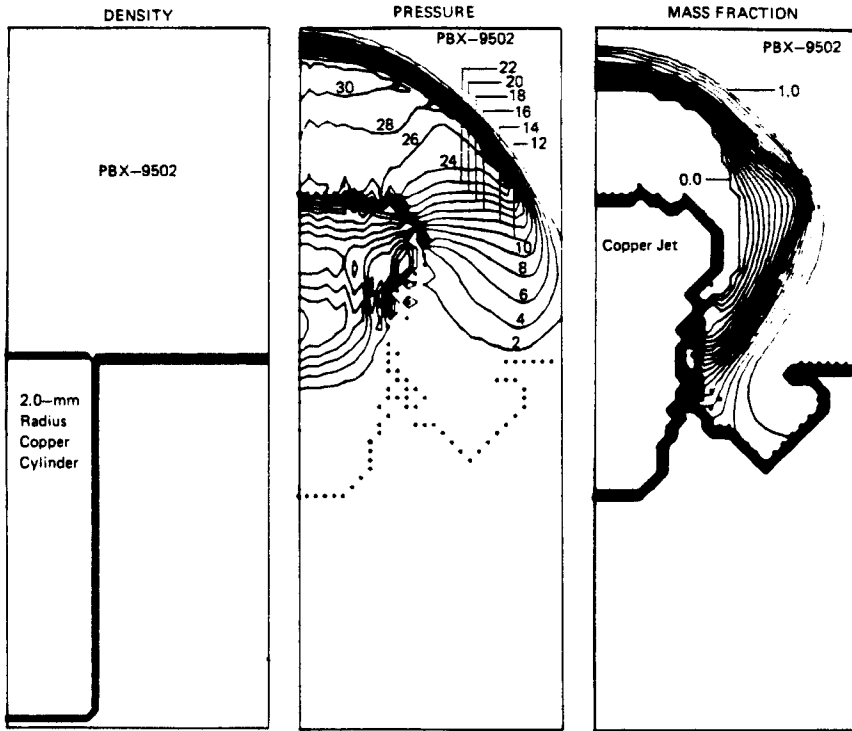 DENSITY
PBX-9502
2.0-mm
Radius
Copper
Cylinder
PRESSURE
PBX-9502
22
20
18
16
14
12
30
28
26
24
10
8
6
4
2
MASS FRACTION
PBX-9502
1.0
0.0
Copper Jet